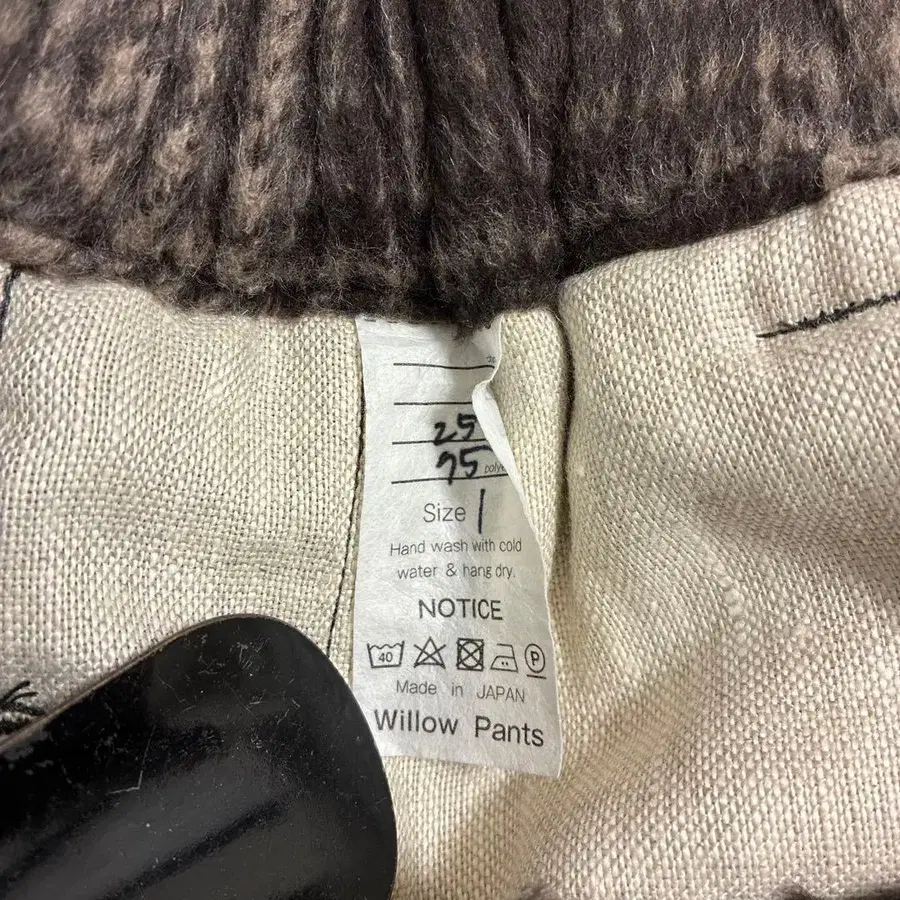 25
75
Size 1
Hand wash with cold
water & hang dry.
NOTICE
40 P
Made in JAPAN
Willow Pants